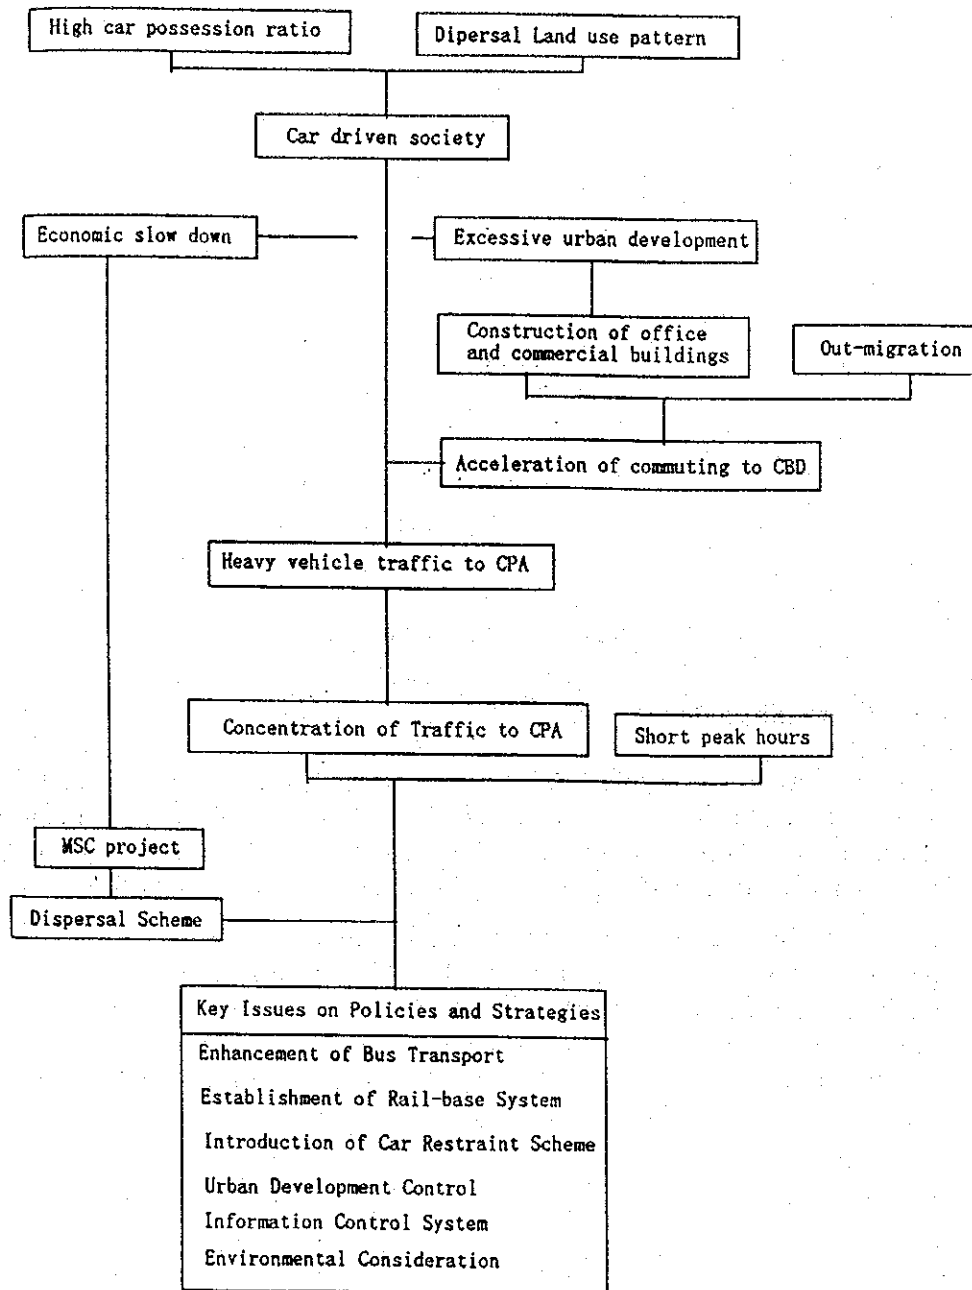 High car possession ratio
Dipersal Land use pattern
Car driven society
Economic slow down
Excessive urban development
Construction of office
and commercial buildings
Out-migration
Acceleration of commuting to CBD
Heavy vehicle traffic to CPA
Concentration of Traffic to CPA
Short peak hours
MSC project
Dispersal Scheme
Key Issues on Policies and Strategies
Enhancement of Bus Transport
Establishment of Rail-base System
Introduction of Car Restraint Scheme
Urban Development Control
Information Control System
Environmental Consideration